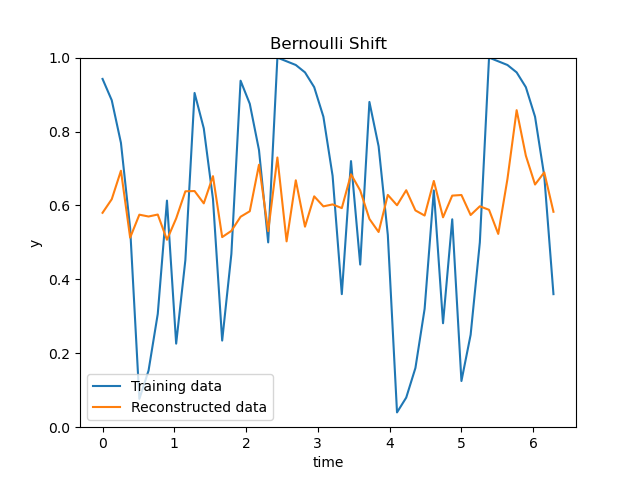 Bernoulli Shift
1.0
0.8
0.6
0.4
0.2
0.0
y
Training data
Reconstructed data
0 1 2 3 4 5 6
time